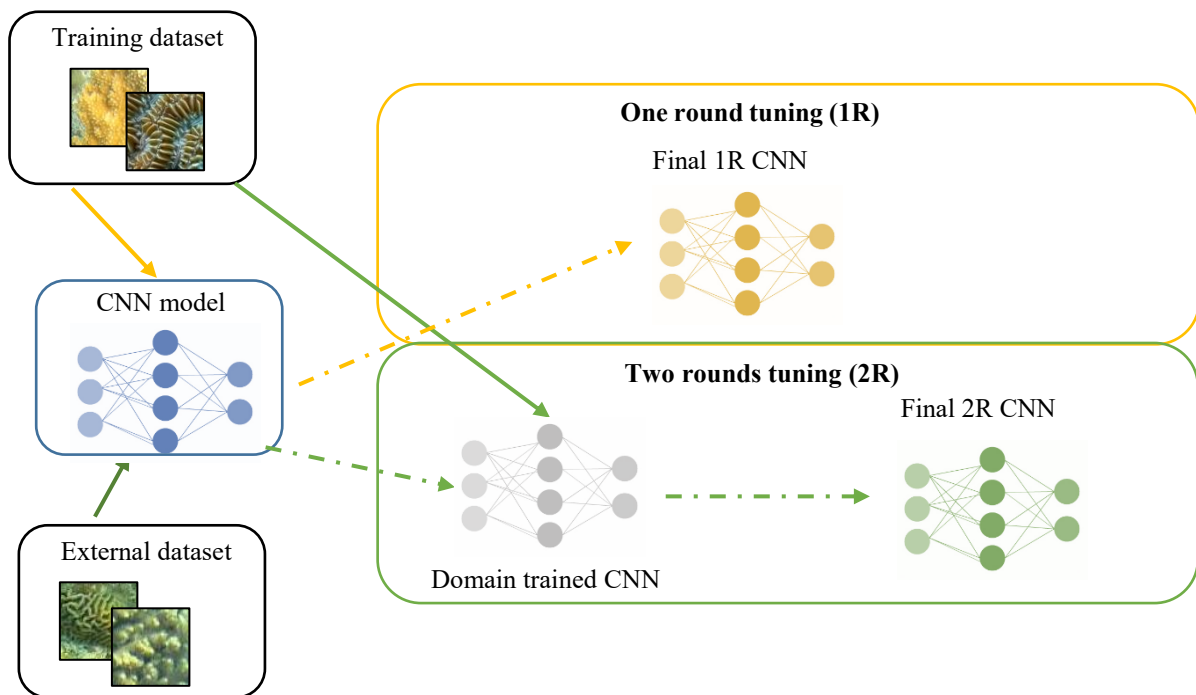 Training dataset
One round tuning (1R)
Final 1R CNN
CNN model
Two rounds tuning (2R)
Final 2R CNN
External dataset
Domain trained CNN